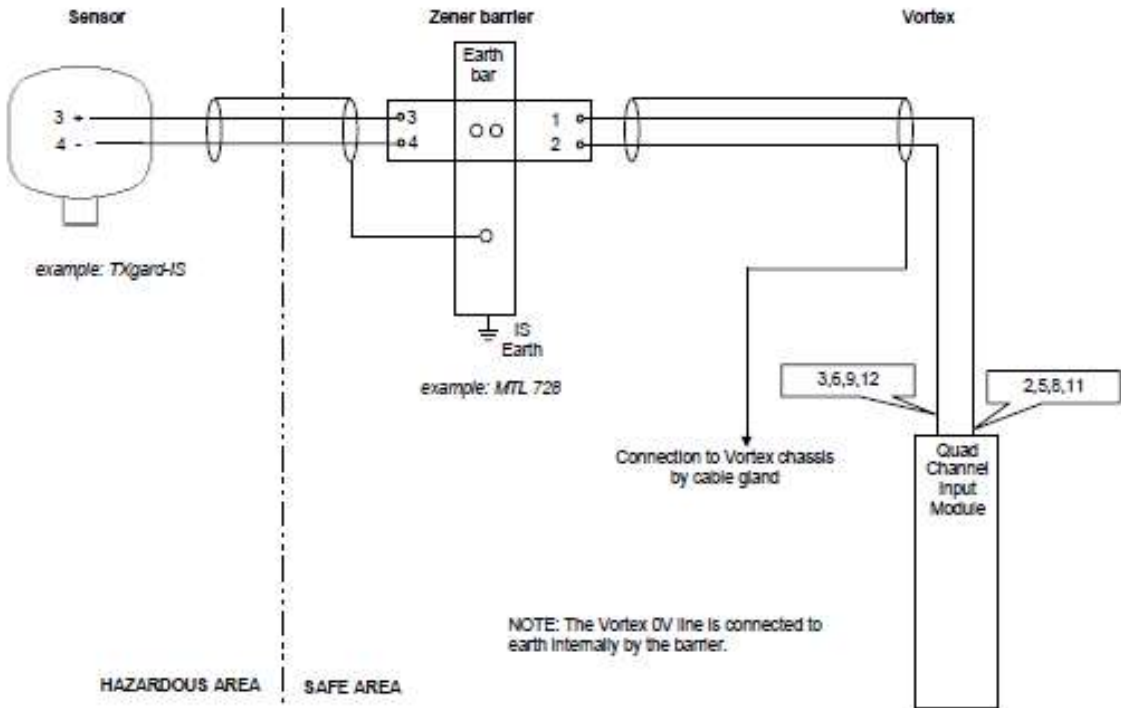 Sensor
Zener barrier
Vortex
Earth
bar
3 +
4 -
3
4
1
2
example: TXgard-IS
IS
Earth
example: MTL 728
3,6,9,12
2,5,8,11
Connection to Vortex chassis
by cable gland
Quad
Channel
Input
Module
NOTE: The Vortex 0V line is connected to
earth internally by the barrier.
HAZARDOUS AREA
SAFE AREA